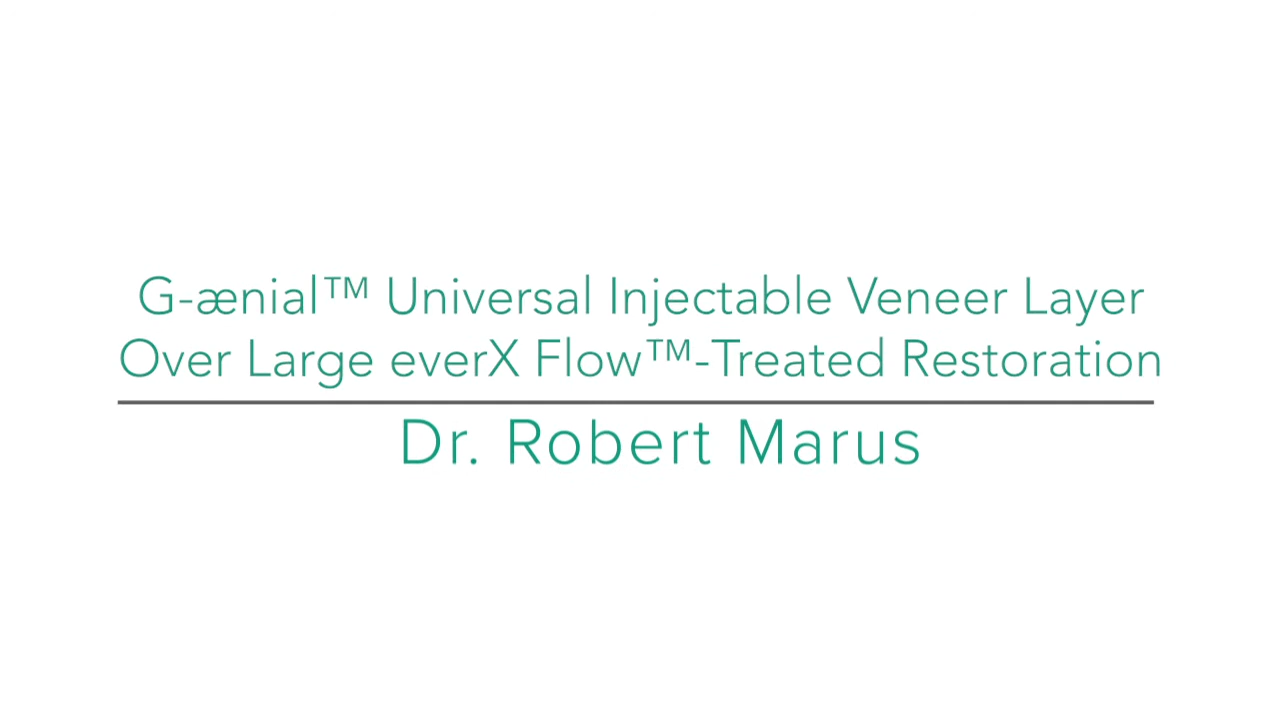 G-ænial™ Universal Injectable Veneer Layer
Over Large everX Flow™-Treated Restoration
Dr. Robert Marus